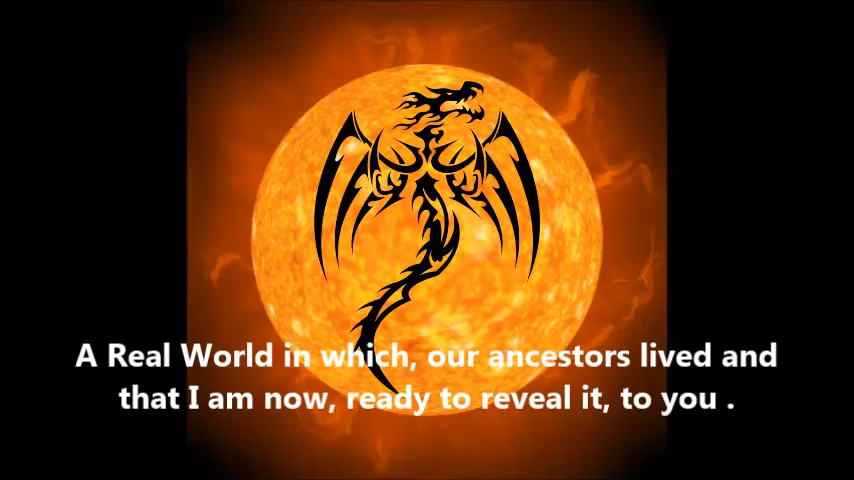 A Real World in which, our ancestors lived and
that I am now, ready to reveal it, to you .